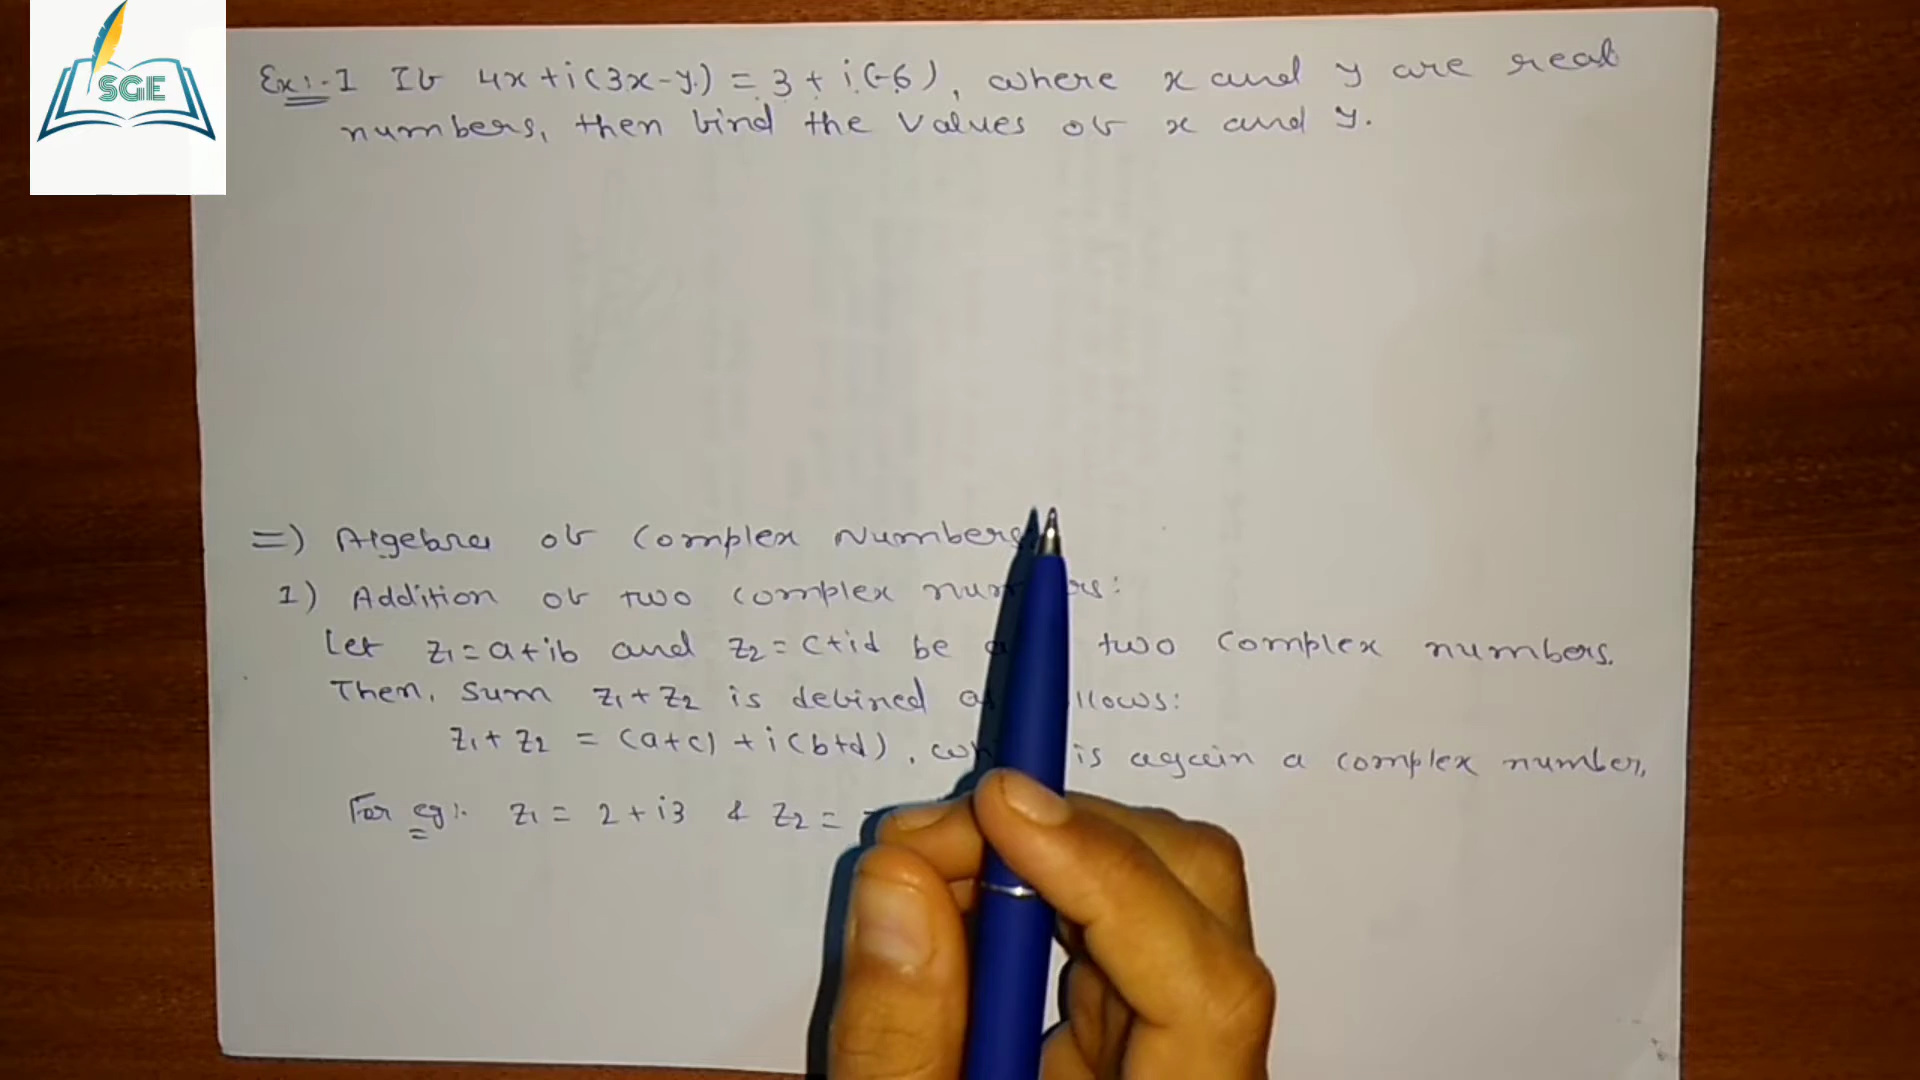 SGE
Ex:-1 If 4x+i(3x-y)=3+i(-6), where x and y are real
numbers, then find the values of x and y.
=) Algebra of Complex Numbers:
1) Addition of two complex
Let z₁=a+ib and z₂=c+id be two complex numbers.
Then, sum z₁+z₂ is defined
z₁+z₂ = (a+c)+i(b+d), is again a complex number,
For eg:- z₁= 2+i3 & z₂=